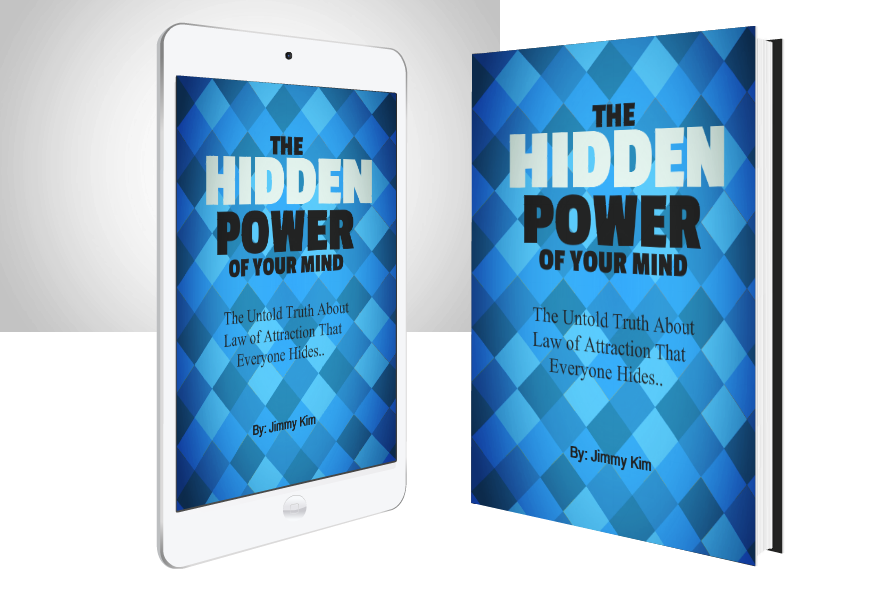 THE
HIDDEN
POWER
OF YOUR MIND
The Untold Truth About
Law of Attraction That
Everyone Hides..
By: Jimmy Kim
THE
HIDDEN
POWER
OF YOUR MIND
The Untold Truth About
Law of Attraction That
Everyone Hides..
By: Jimmy Kim